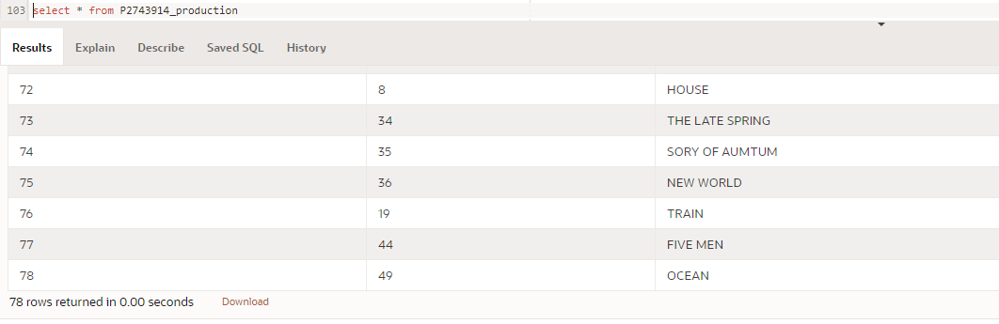 103 select * from P2743914_production
Results Explain Describe Saved SQL History
72 8 HOUSE
73 34 THE LATE SPRING
74 35 SORY OF AUMTUM
75 36 NEW WORLD
76 19 TRAIN
77 44 FIVE MEN
78 49 OCEAN
78 rows returned in 0.00 seconds Download